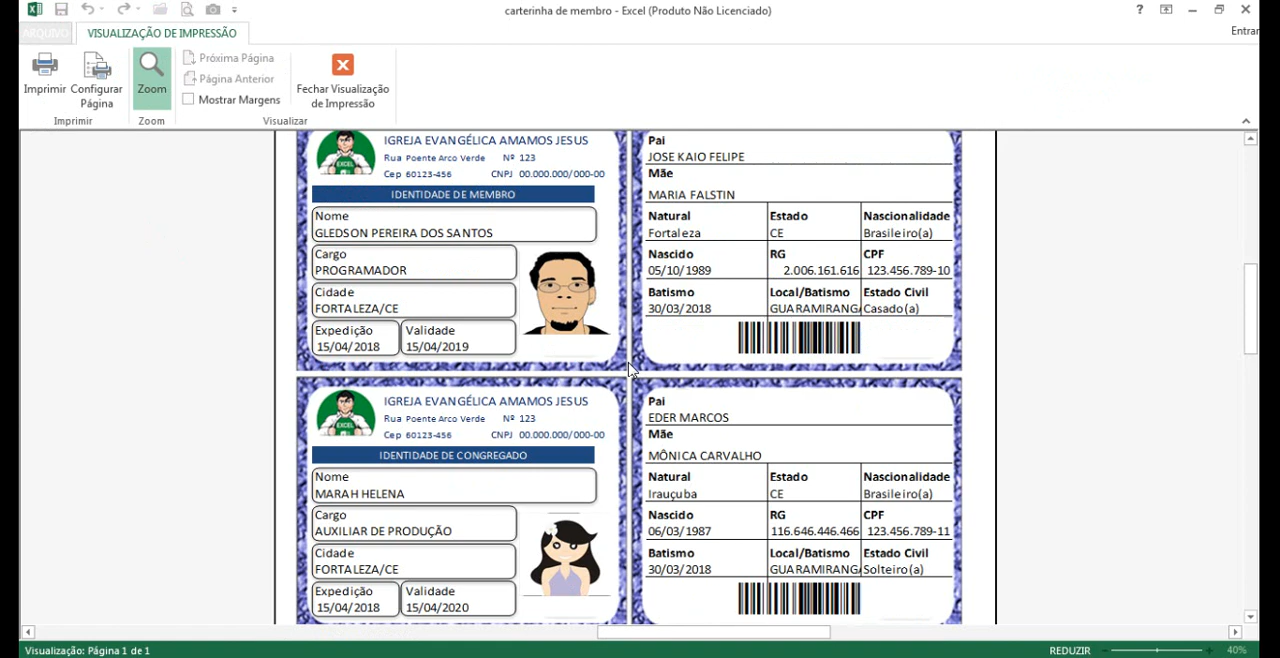 carterinha de membro - Excel (Produto Não Licenciado)
?
ARQUIVO
VISUALIZAÇÃO DE IMPRESSÃO
Entrar
Imprimir
Configurar Página
Zoom
Próxima Página
Página Anterior
Mostrar Margens
Fechar Visualização de Impressão
Imprimir
Zoom
Visualizar
IGREJA EVANGÉLICA AMAMOS JESUS
Rua Poente Arco Verde Nº 123
Cep 60123-456 CNPJ 00.000.000/000-00
EXCEL
IDENTIDADE DE MEMBRO
Nome
GLEDSON PEREIRA DOS SANTOS
Cargo
PROGRAMADOR
Cidade
FORTALEZA/CE
Expedição Validade
15/04/2018 15/04/2019
Pai
JOSE KAIO FELIPE
Mãe
MARIA FALSTIN
Natural Estado Nascionalidade
Fortaleza CE Brasileiro(a)
Nascido RG CPF
05/10/1989 2.006.161.616 123.456.789-10
Batismo Local/Batismo Estado Civil
30/03/2018 GUARAMIRANGA Casado(a)
IGREJA EVANGÉLICA AMAMOS JESUS
Rua Poente Arco Verde Nº 123
Cep 60123-456 CNPJ 00.000.000/000-00
EXCEL
IDENTIDADE DE CONGREGADO
Nome
MARAH HELENA
Cargo
AUXILIAR DE PRODUÇÃO
Cidade
FORTALEZA/CE
Expedição Validade
15/04/2018 15/04/2020
Pai
EDER MARCOS
Mãe
MÔNICA CARVALHO
Natural Estado Nascionalidade
Irauçuba CE Brasileiro(a)
Nascido RG CPF
06/03/1987 116.646.446.466 123.456.789-11
Batismo Local/Batismo Estado Civil
30/03/2018 GUARAMIRANGA Solteiro(a)
Visualização: Página 1 de 1
REDUZIR
40%